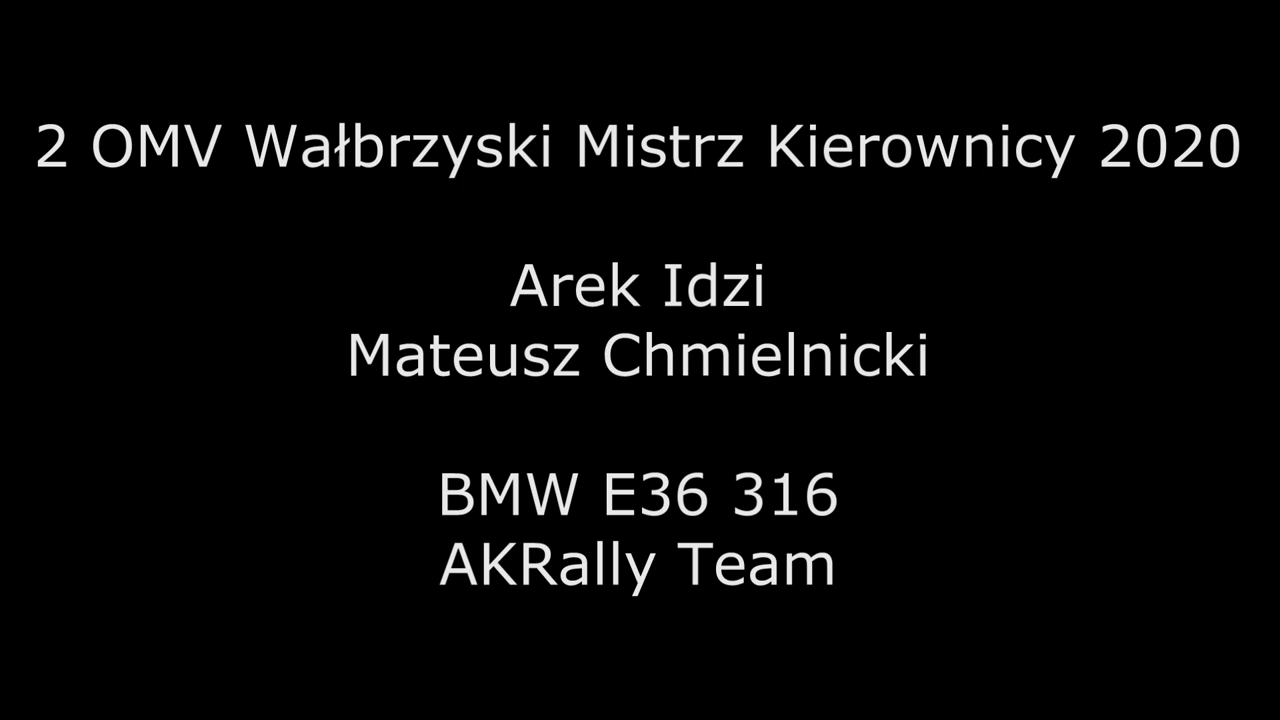 2 OMV Wałbrzyski Mistrz Kierownicy 2020
Arek Idzi
Mateusz Chmielnicki
BMW E36 316
AKRally Team